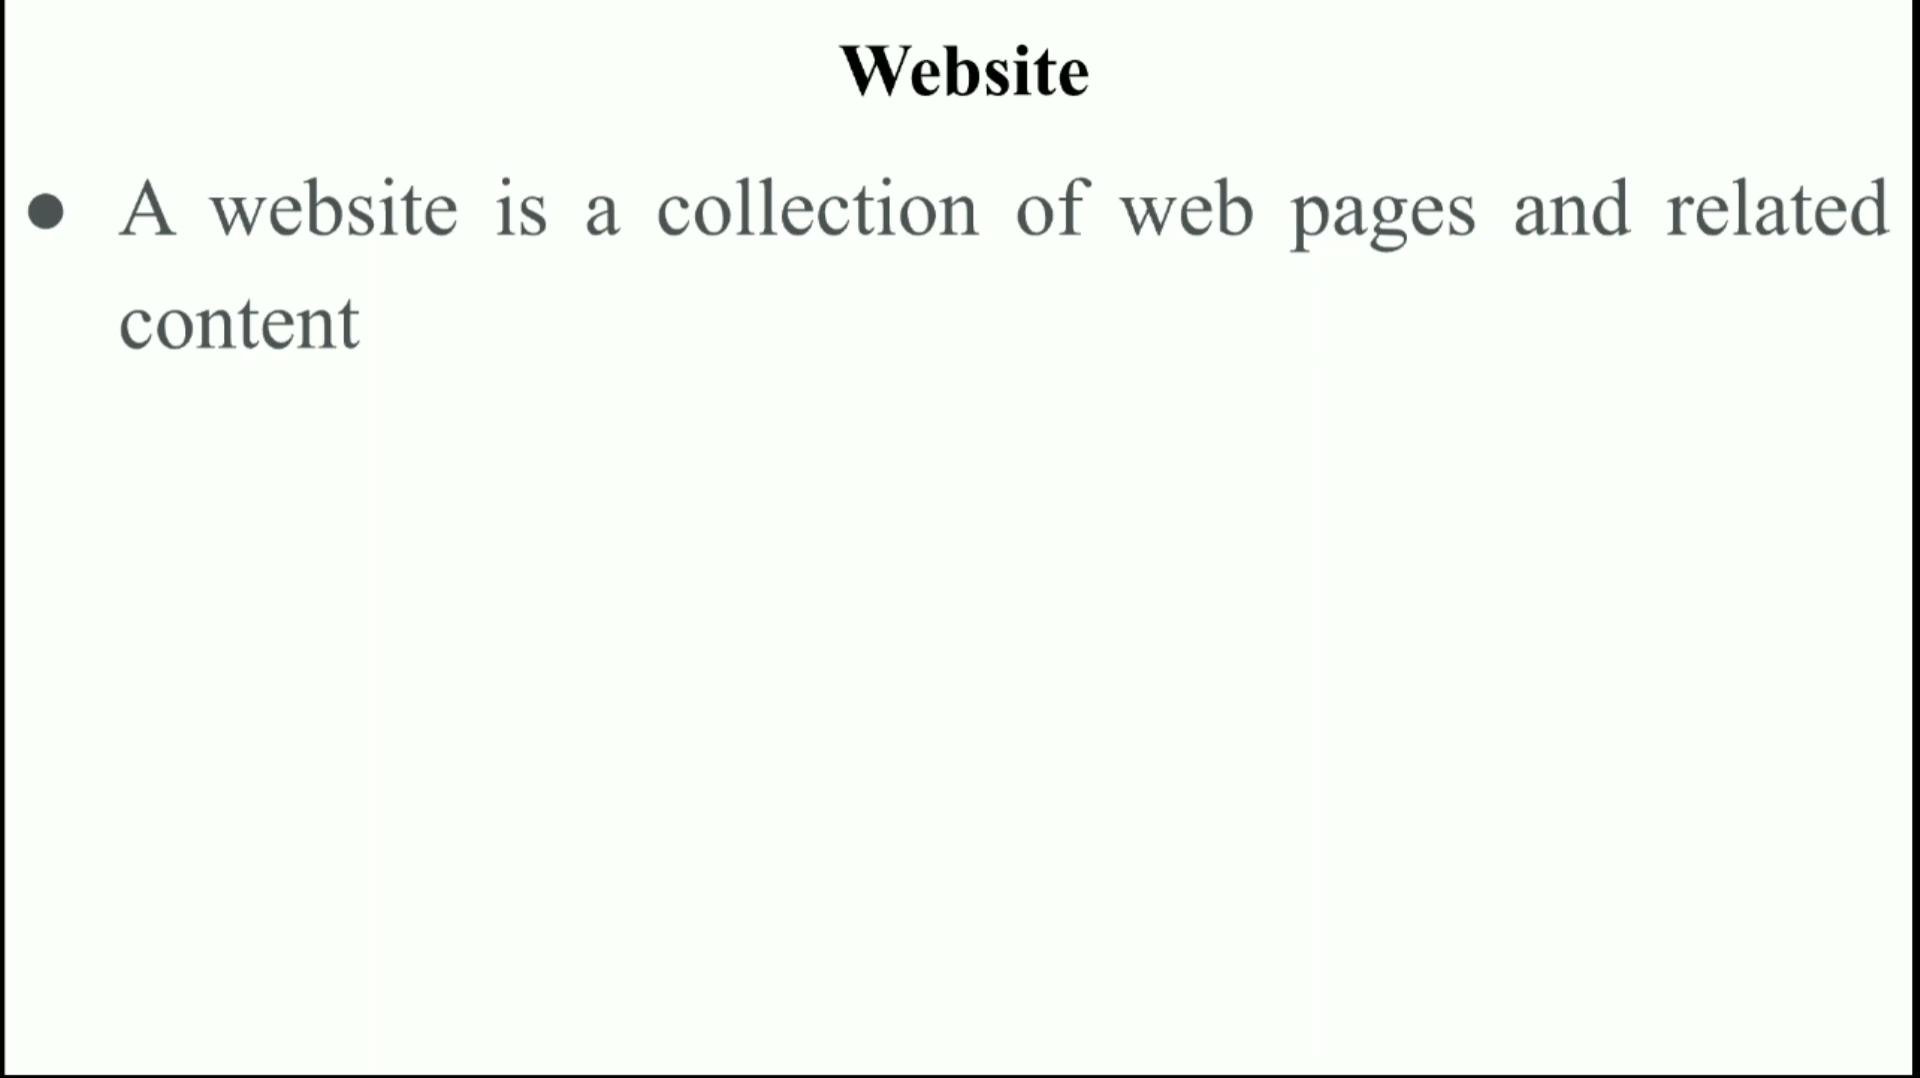 Website
● A website is a collection of web pages and related
content